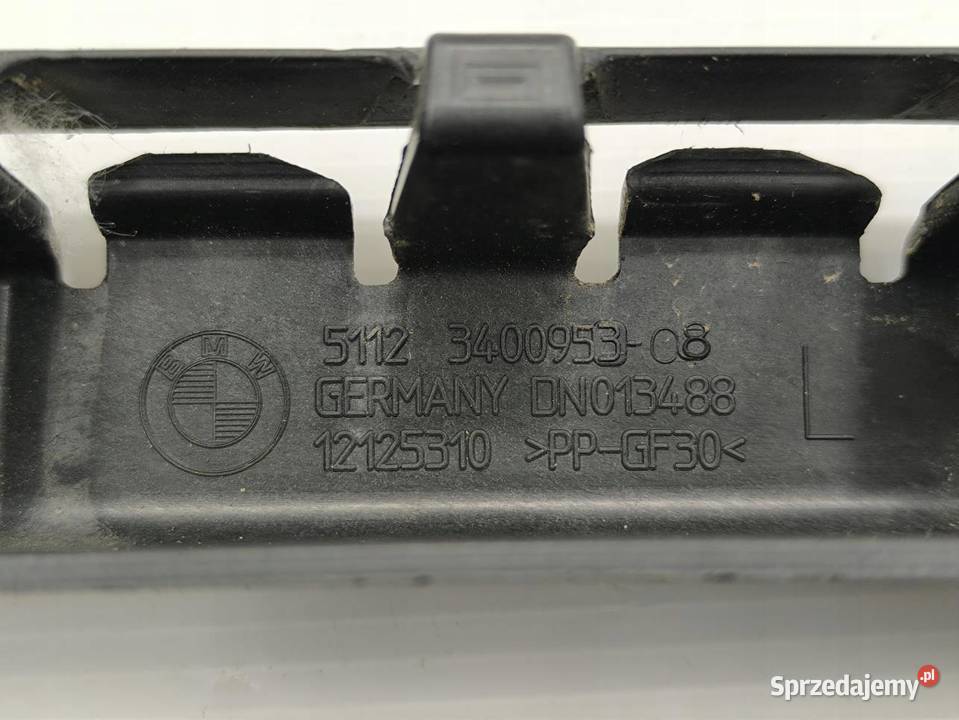 BMW
5112 3400953-08
GERMANY DN013488
12125310 >PP-GF30<
L
Sprzedajemy.pl